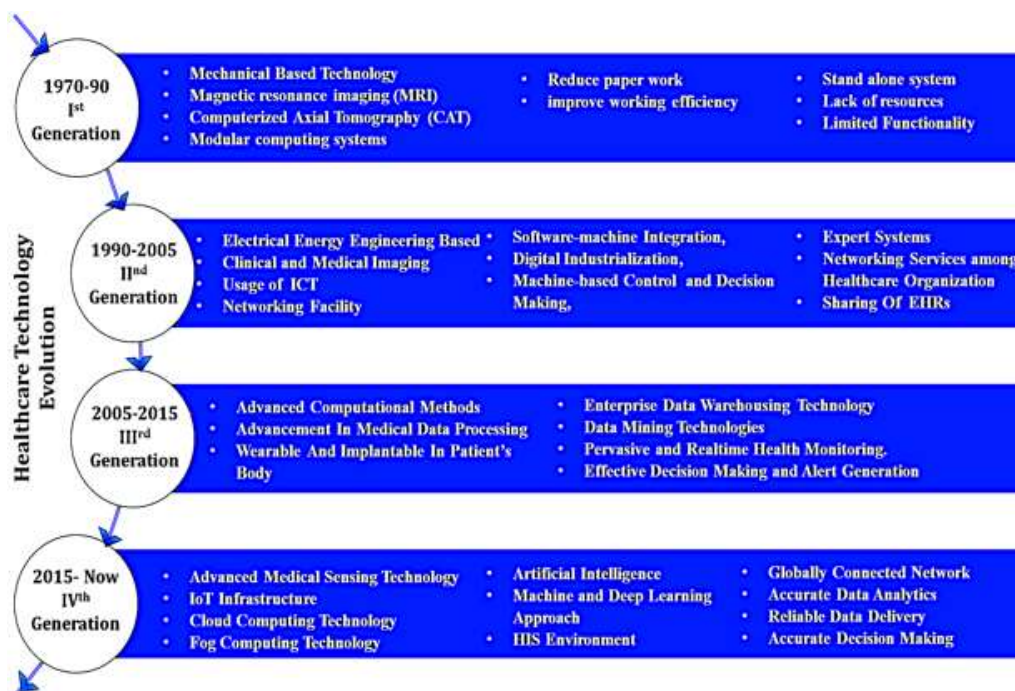 Healthcare Technology
Evolution
1970-90
Iˢᵗ
Generation
• Mechanical Based Technology
• Magnetic resonance imaging (MRI)
• Computerized Axial Tomography (CAT)
• Modular computing systems
• Reduce paper work
• improve working efficiency
• Stand alone system
• Lack of resources
• Limited Functionality
1990-2005
IIⁿᵈ
Generation
• Electrical Energy Engineering Based
• Clinical and Medical Imaging
• Usage of ICT
• Networking Facility
• Software-machine Integration,
• Digital Industrialization,
• Machine-based Control and Decision
Making,
• Expert Systems
• Networking Services among
Healthcare Organization
• Sharing Of EHRs
2005-2015
IIIʳᵈ
Generation
• Advanced Computational Methods
• Advancement In Medical Data Processing
• Wearable And Implantable In Patient's
Body
• Enterprise Data Warehousing Technology
• Data Mining Technologies
• Pervasive and Realtime Health Monitoring.
• Effective Decision Making and Alert Generation
2015- Now
IVᵗʰ
Generation
• Advanced Medical Sensing Technology
• IoT Infrastructure
• Cloud Computing Technology
• Fog Computing Technology
• Artificial Intelligence
• Machine and Deep Learning
Approach
• HIS Environment
• Globally Connected Network
• Accurate Data Analytics
• Reliable Data Delivery
• Accurate Decision Making